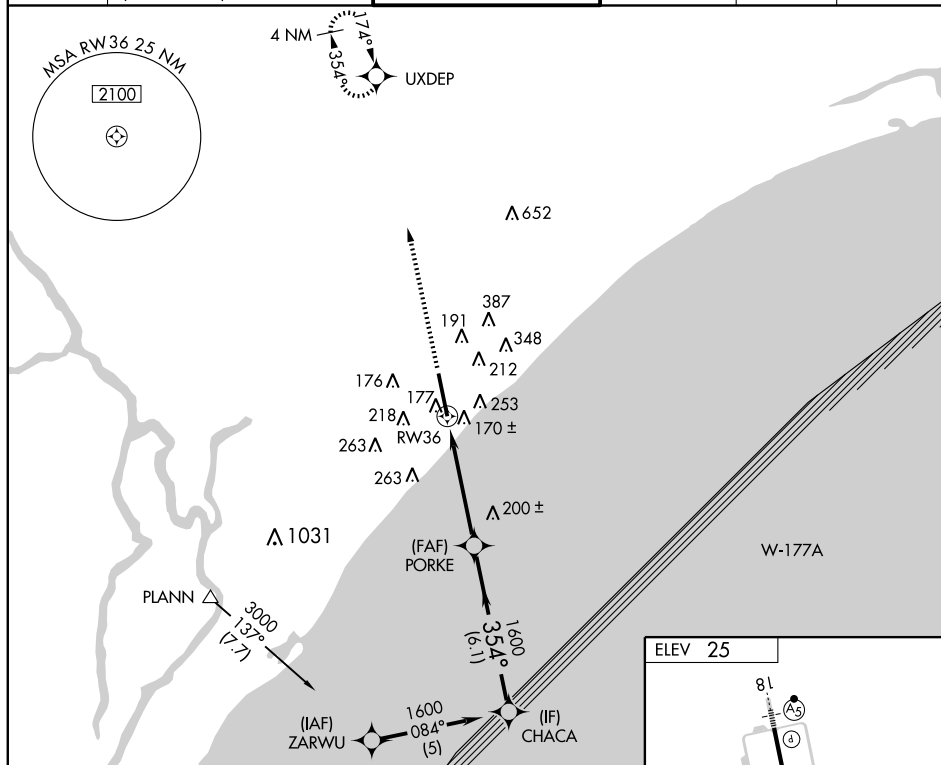 4 NM
174°
354°
UXDEP
MSA RW36 25 NM
2100
652
387
191
348
212
176
177
253
218
170 ±
RW36
263
263
200 ±
1031
(FAF)
PORKE
W-177A
PLANN
3000
137°
(7.7)
1600
354°
(6.1)
ELEV 25
18
A5
P
(IAF)
ZARWU
1600
084°
(5)
(IF)
CHACA